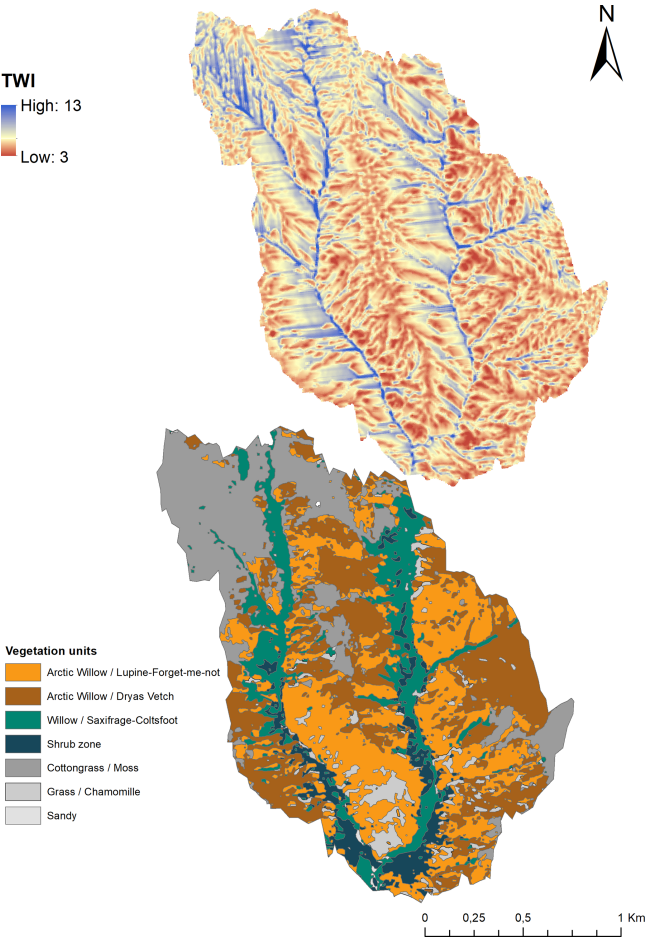 N
TWI
High: 13
Low: 3
Vegetation units
Arctic Willow / Lupine-Forget-me-not
Arctic Willow / Dryas Vetch
Willow / Saxifrage-Coltsfoot
Shrub zone
Cottongrass / Moss
Grass / Chamomille
Sandy
0 0,25 0,5 1 Km